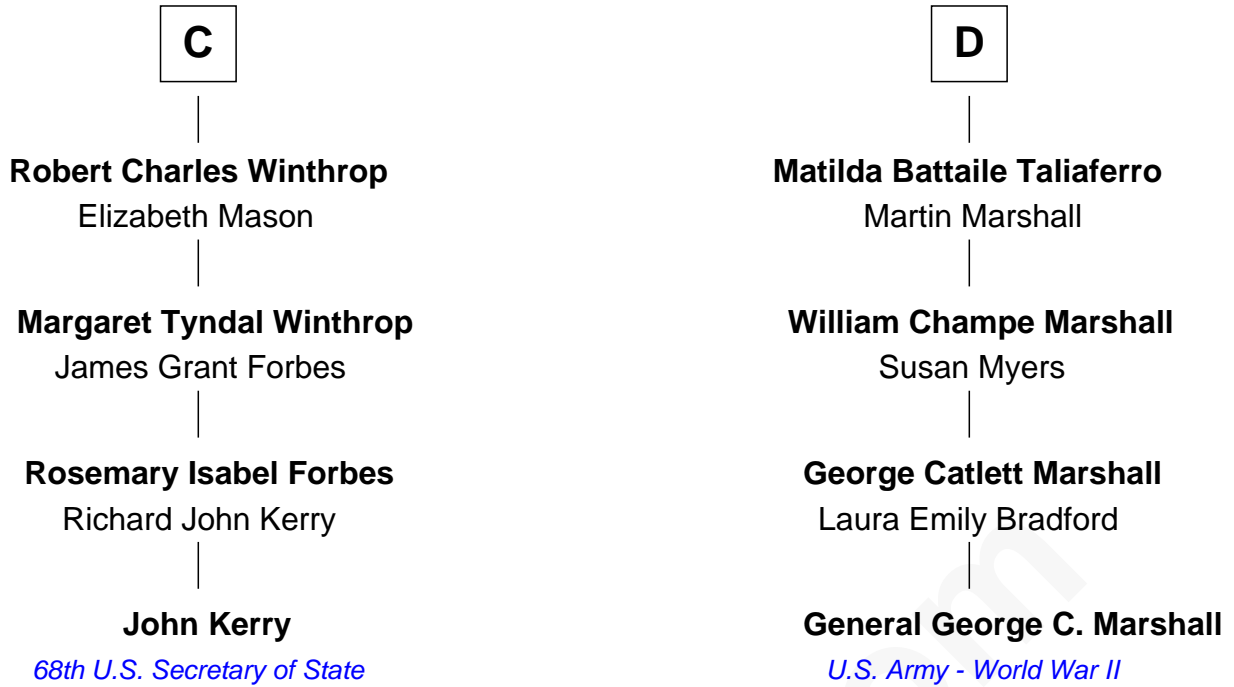 C
Robert Charles Winthrop
Elizabeth Mason
Margaret Tyndal Winthrop
James Grant Forbes
Rosemary Isabel Forbes
Richard John Kerry
John Kerry
68th U.S. Secretary of State
D
Matilda Battaile Taliaferro
Martin Marshall
William Champe Marshall
Susan Myers
George Catlett Marshall
Laura Emily Bradford
General George C. Marshall
U.S. Army - World War II